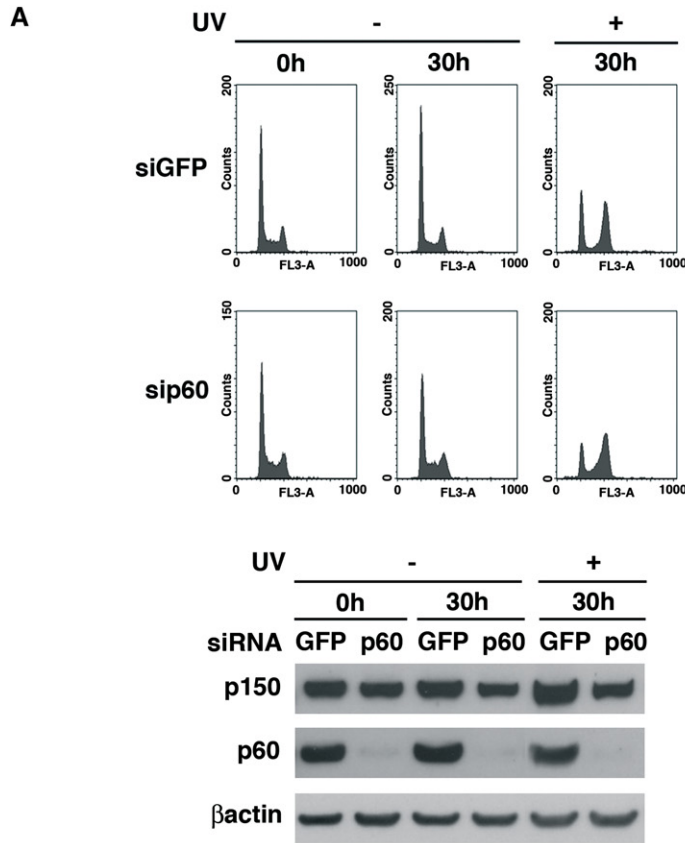 A
UV - +
0h 30h 30h
siGFP
200 250 200
Counts Counts Counts
0 0 0
0 1000 0 1000 0 1000
FL3-A FL3-A FL3-A
sip60
150 200 200
Counts Counts Counts
0 0 0
0 1000 0 1000 0 1000
FL3-A FL3-A FL3-A
UV - +
0h 30h 30h
siRNA GFP p60 GFP p60 GFP p60
p150
p60
βactin